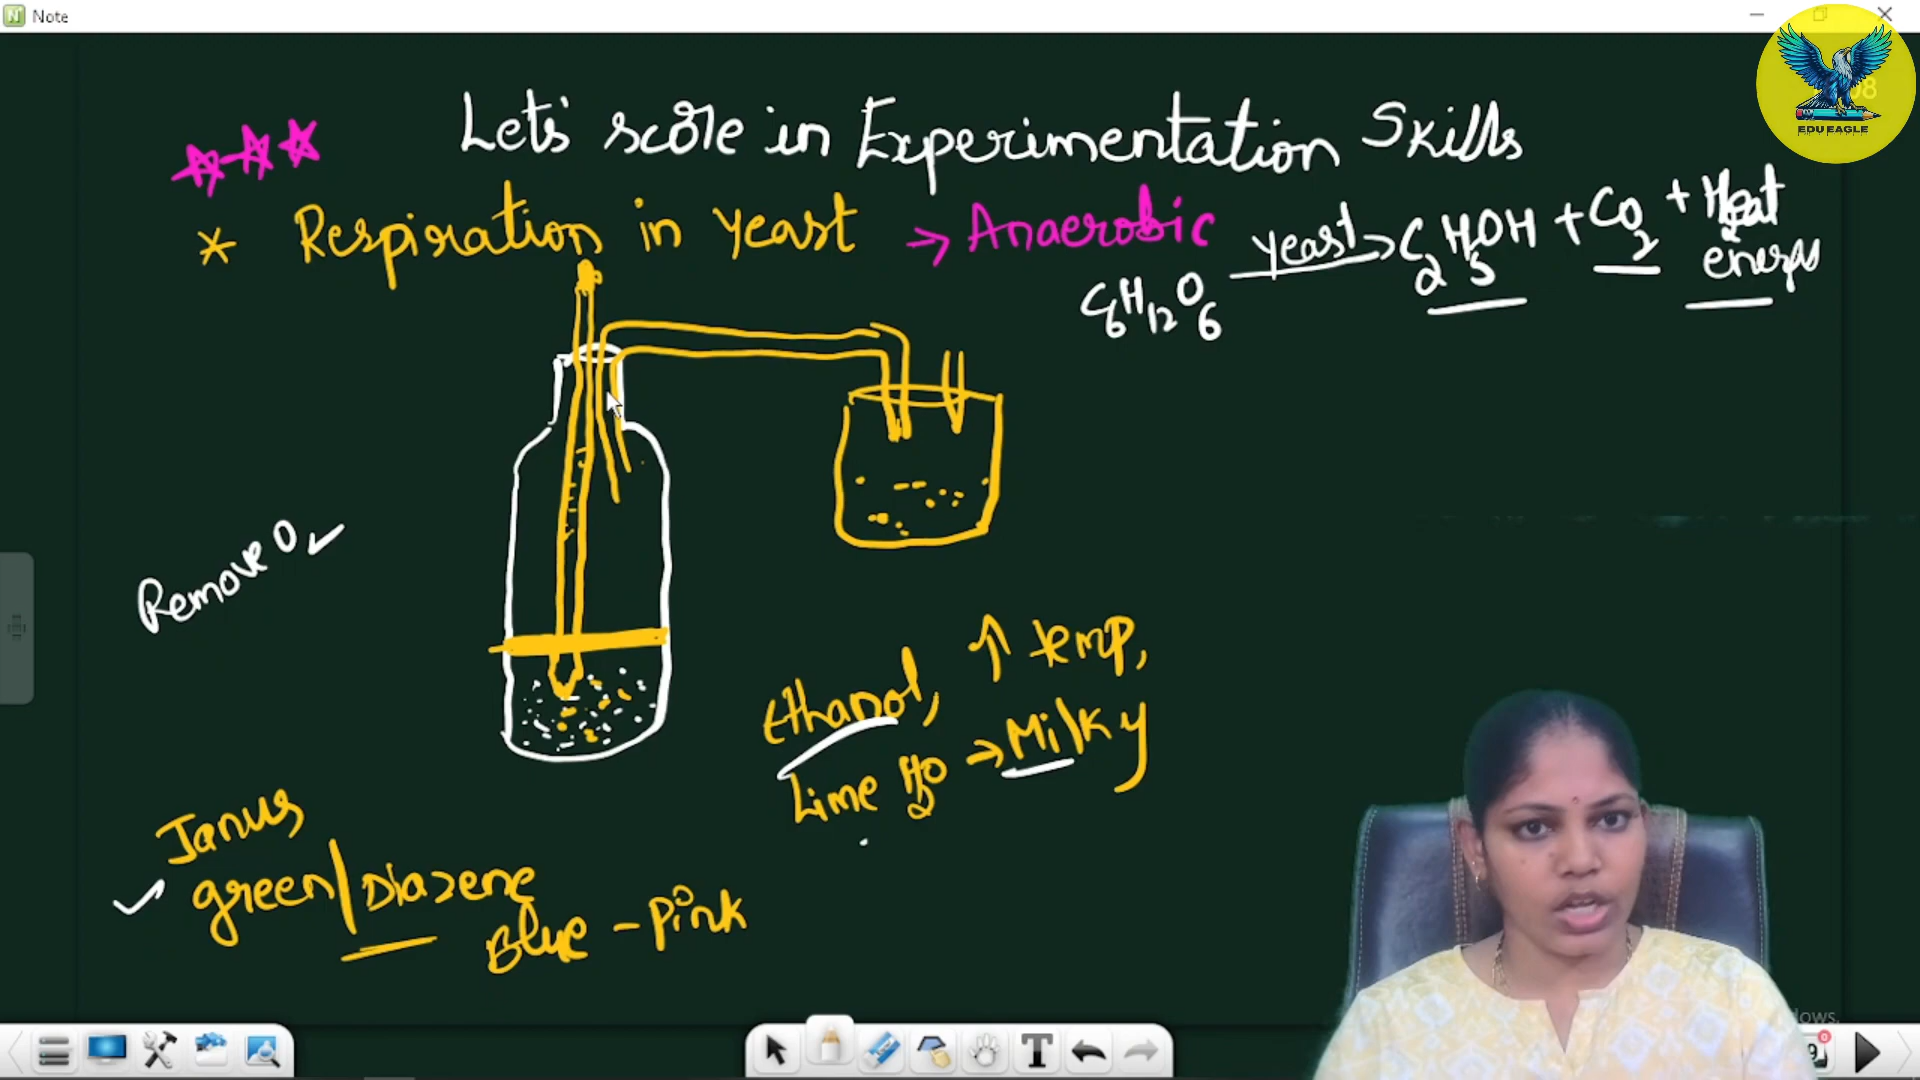 Note
EDU EAGLE
Let's score in Experimentation Skills
* Respiration in yeast → Anaerobic
C6H12O6 yeast → C2H5OH + CO2 + Heat energy
Remove O ✓
Ethanol, ↑ temp,
Lime H2O → Milky
Janus
✓ green/Diazene
Blue - pink